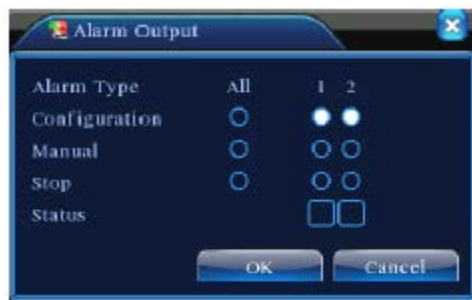 Alarm Output
Alarm Type All 1 2
Configuration
Manual
Stop
Status
OK Cancel